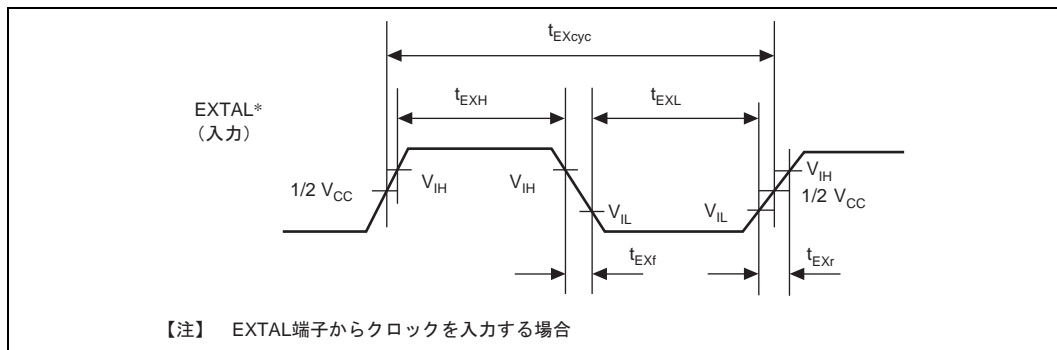 tEXcyc
tEXH
tEXL
EXTAL*
（入力）
1/2 VCC
VIH
VIH
VIL
VIL
VIH
1/2 VCC
tEXf
tEXr
【注】 EXTAL端子からクロックを入力する場合